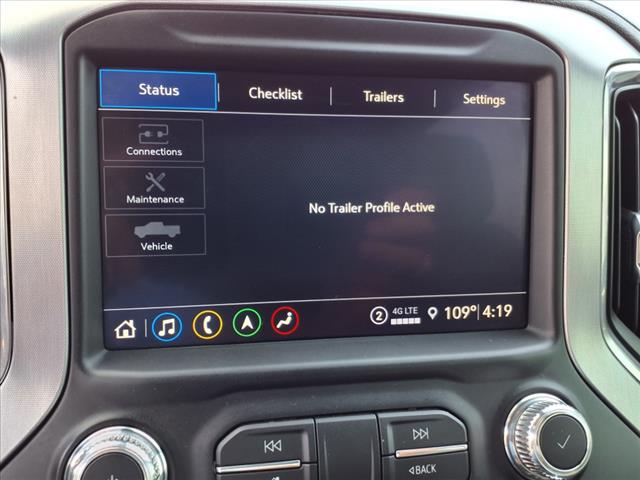 Status
Checklist
Trailers
Settings
Connections
Maintenance
Vehicle
No Trailer Profile Active
2
4G LTE
109° 4:19
BACK